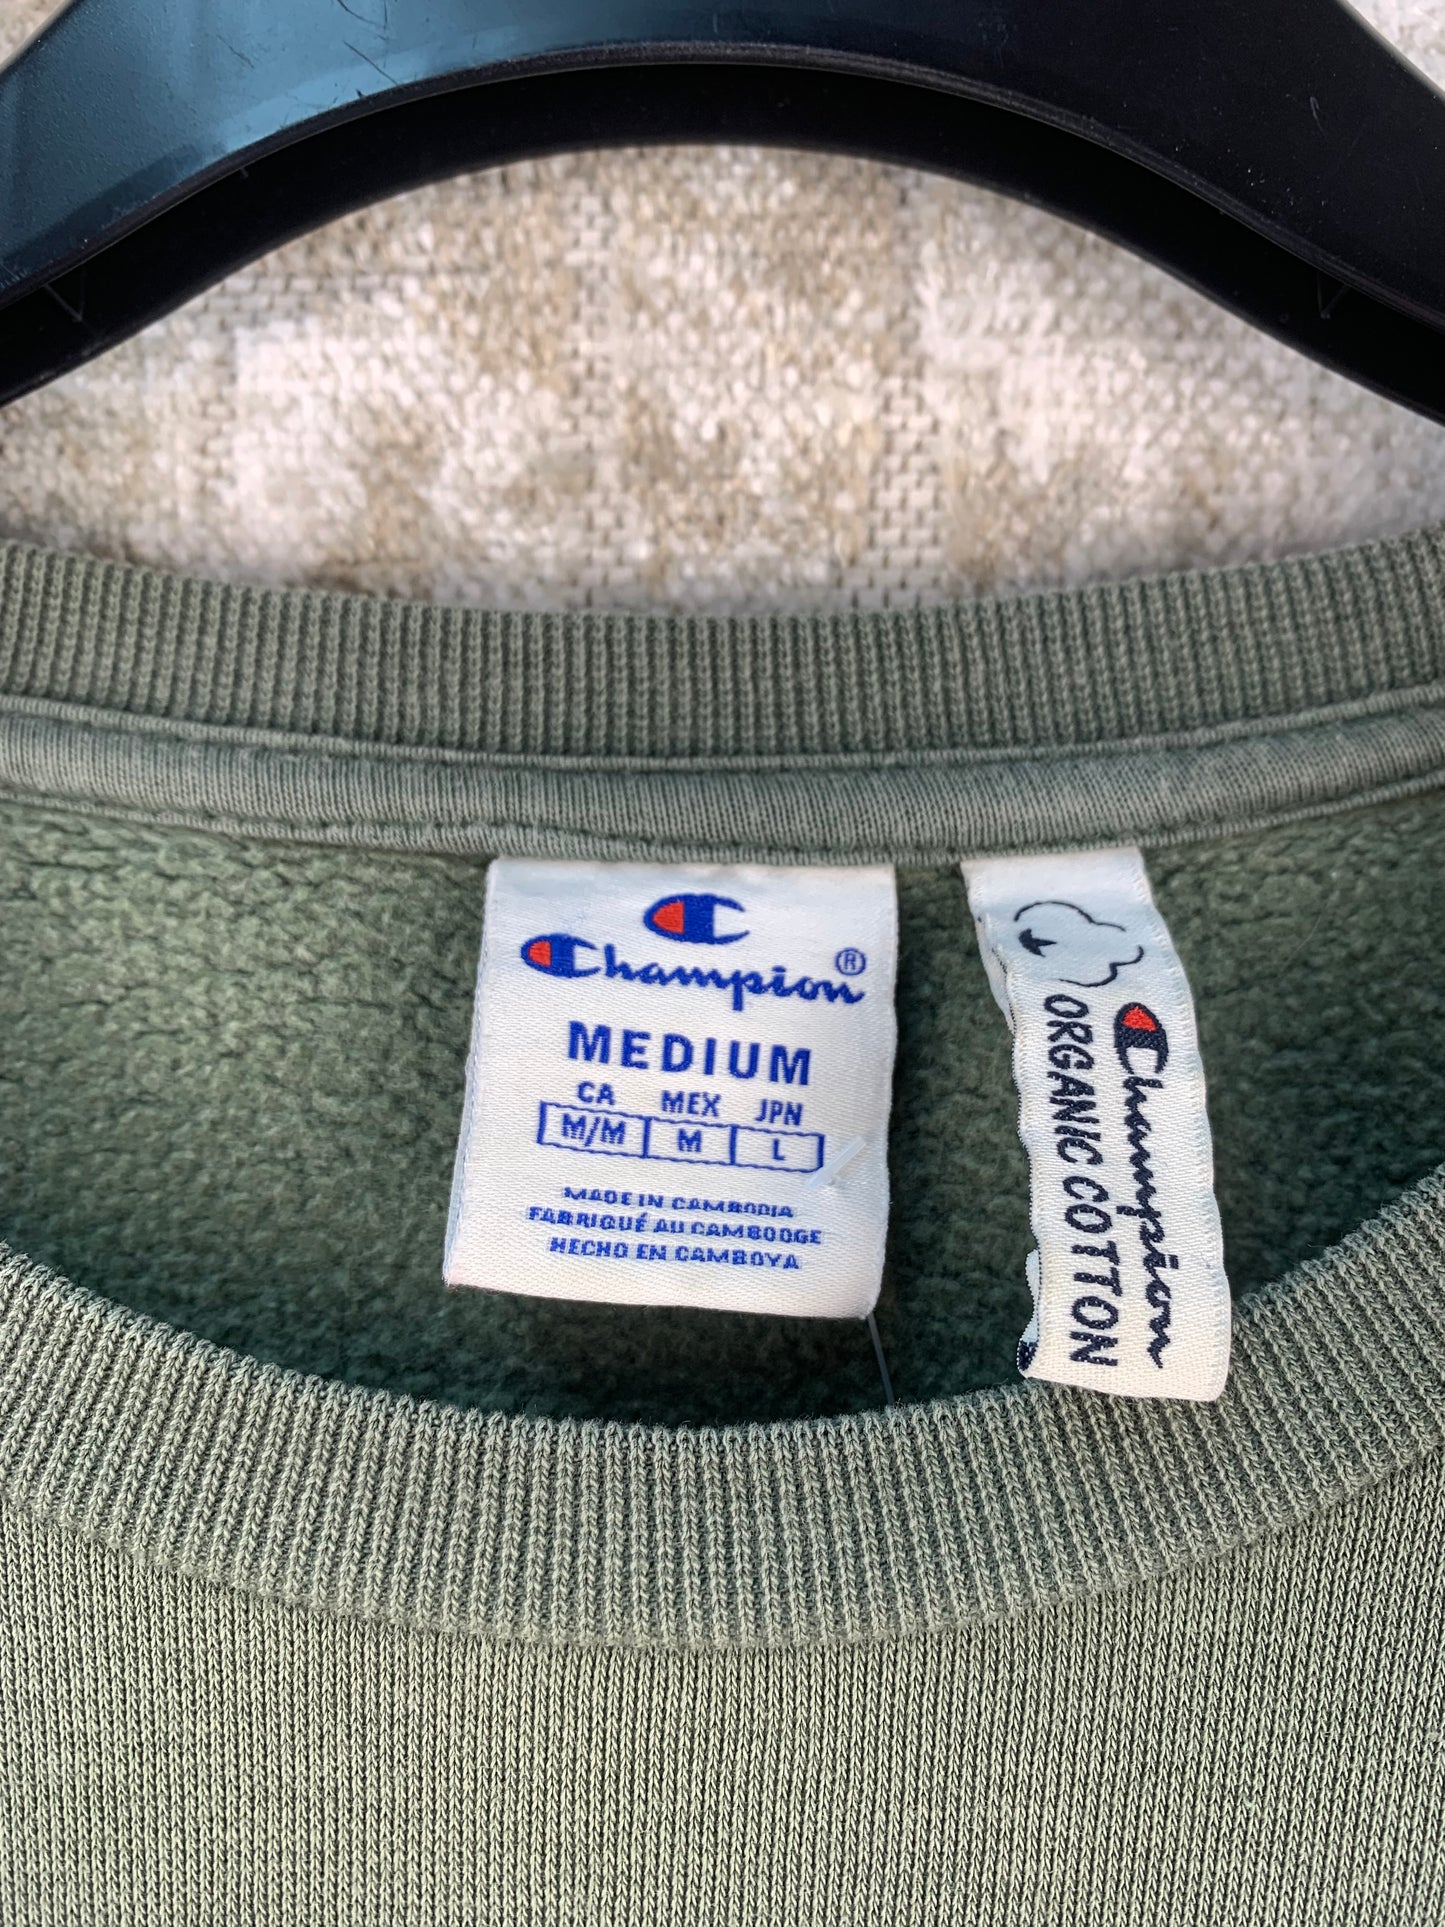 Champion®
MEDIUM
CA MEX JPN
M/M M L
MADE IN CAMBODIA
FABRIQUÉ AU CAMBODGE
HECHO EN CAMBOYA
Champion
ORGANIC COTTON